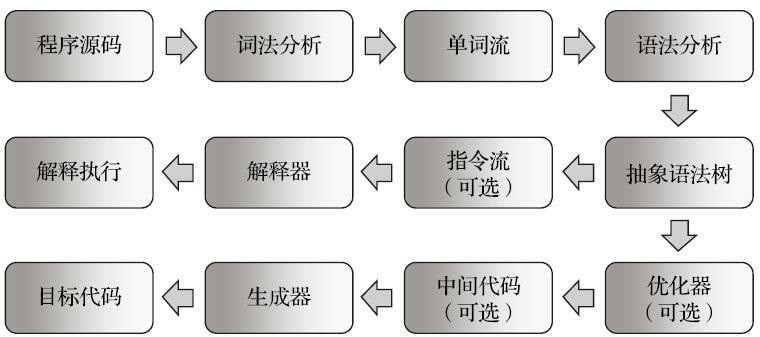 程序源码
词法分析
单词流
语法分析
解释执行
解释器
指令流
（可选）
抽象语法树
目标代码
生成器
中间代码
（可选）
优化器
（可选）